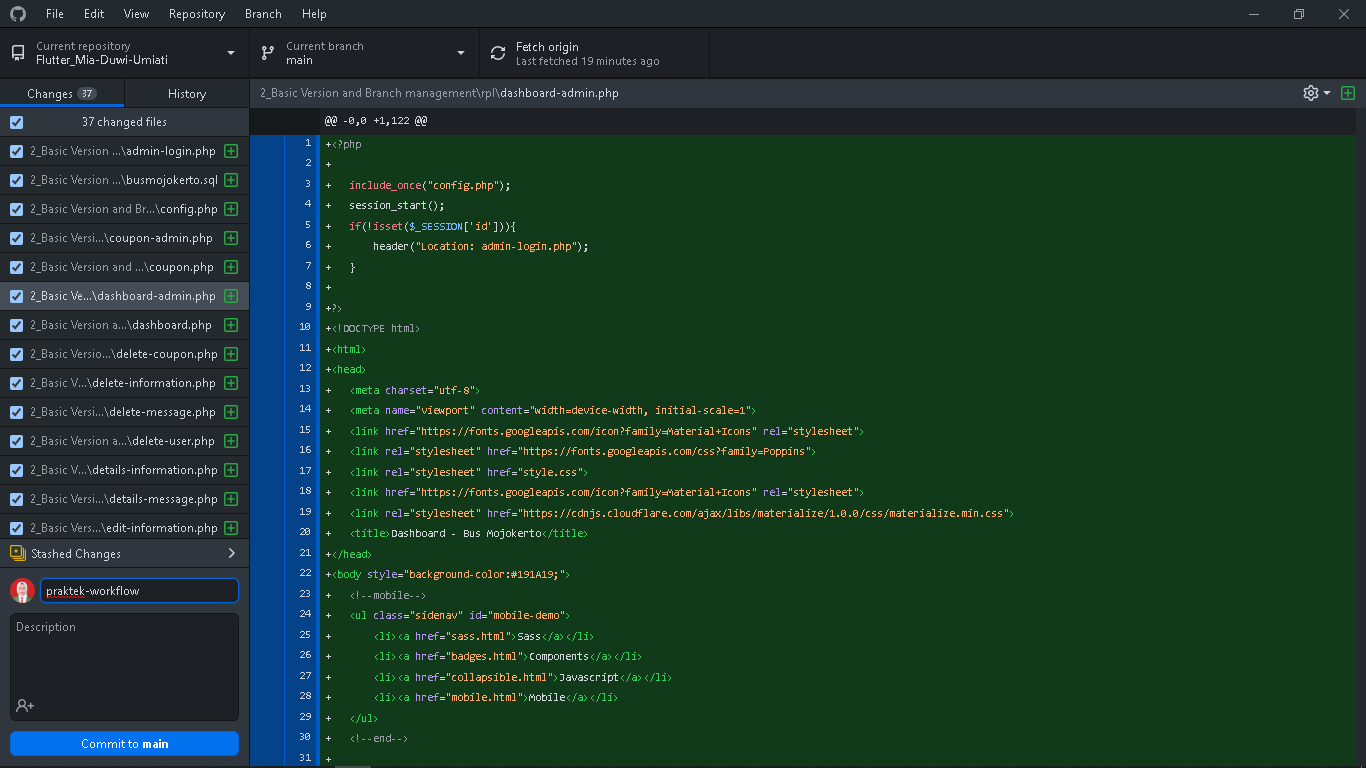 File Edit View Repository Branch Help
Current repository
Flutter_Mia-Duwi-Umiati
Current branch
main
Fetch origin
Last fetched 19 minutes ago
Changes 37 History
37 changed files
2_Basic Version ...\admin-login.php
2_Basic Version ...\busmojokerto.sql
2_Basic Version and Br...\config.php
2_Basic Versi...\coupon-admin.php
2_Basic Version and ...\coupon.php
2_Basic Ve...\dashboard-admin.php
2_Basic Version a...\dashboard.php
2_Basic Versio...\delete-coupon.php
2_Basic V...\delete-information.php
2_Basic Versi...\delete-message.php
2_Basic Version a...\delete-user.php
2_Basic V...\details-information.php
2_Basic Versi...\details-message.php
2_Basic Vers...\edit-information.php
Stashed Changes
praktek-workflow
Description
Commit to main
2_Basic Version and Branch management\rpl\dashboard-admin.php
@@ -0,0 +1,122 @@
1 +<?php
2 +
3 + include_once("config.php");
4 + session_start();
5 + if(!isset($_SESSION['id'])){
6 + header("Location: admin-login.php");
7 + }
8 +
9 +?>
10 +<!DOCTYPE html>
11 +<html>
12 +<head>
13 + <meta charset="utf-8">
14 + <meta name="viewport" content="width=device-width, initial-scale=1">
15 + <link href="https://fonts.googleapis.com/icon?family=Material+Icons" rel="stylesheet">
16 + <link rel="stylesheet" href="https://fonts.googleapis.com/css?family=Poppins">
17 + <link rel="stylesheet" href="style.css">
18 + <link href="https://fonts.googleapis.com/icon?family=Material+Icons" rel="stylesheet">
19 + <link rel="stylesheet" href="https://cdnjs.cloudflare.com/ajax/libs/materialize/1.0.0/css/materialize.min.css">
20 + <title>Dashboard - Bus Mojokerto</title>
21 +</head>
22 +<body style="background-color:#191A19;">
23 + <!--mobile-->
24 + <ul class="sidenav" id="mobile-demo">
25 + <li><a href="sass.html">Sass</a></li>
26 + <li><a href="badges.html">Components</a></li>
27 + <li><a href="collapsible.html">Javascript</a></li>
28 + <li><a href="mobile.html">Mobile</a></li>
29 + </ul>
30 + <!--end-->
31 +